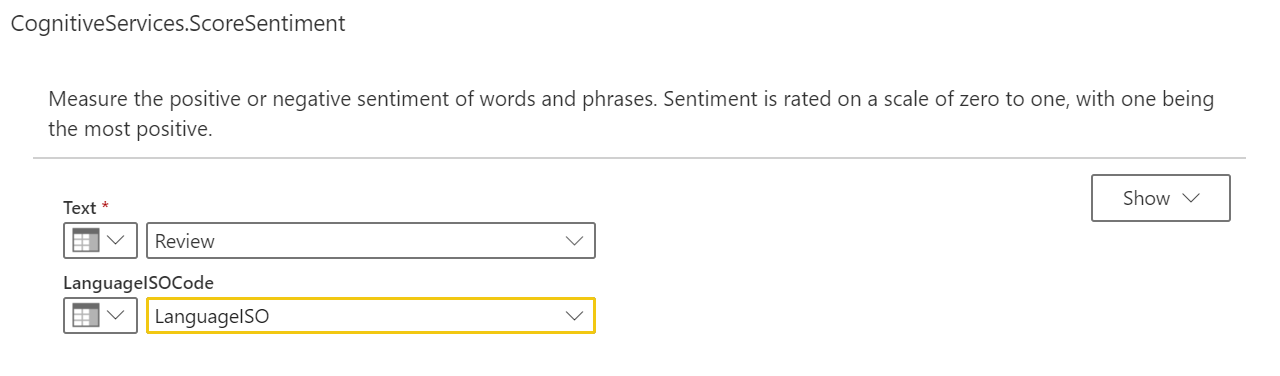 CognitiveServices.ScoreSentiment
Measure the positive or negative sentiment of words and phrases. Sentiment is rated on a scale of zero to one, with one being
the most positive.
Show
Text *
Review
LanguageISOCode
LanguageISO